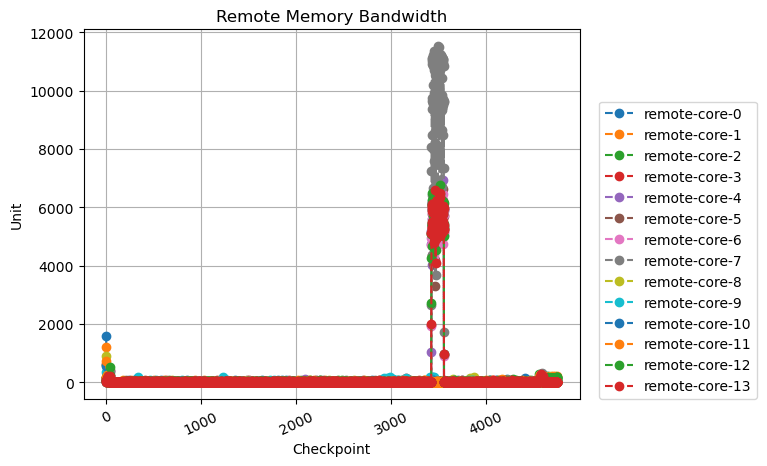 Remote Memory Bandwidth
12000
10000
8000
6000
4000
2000
0
Unit
0
1000
2000
3000
4000
Checkpoint
remote-core-0
remote-core-1
remote-core-2
remote-core-3
remote-core-4
remote-core-5
remote-core-6
remote-core-7
remote-core-8
remote-core-9
remote-core-10
remote-core-11
remote-core-12
remote-core-13